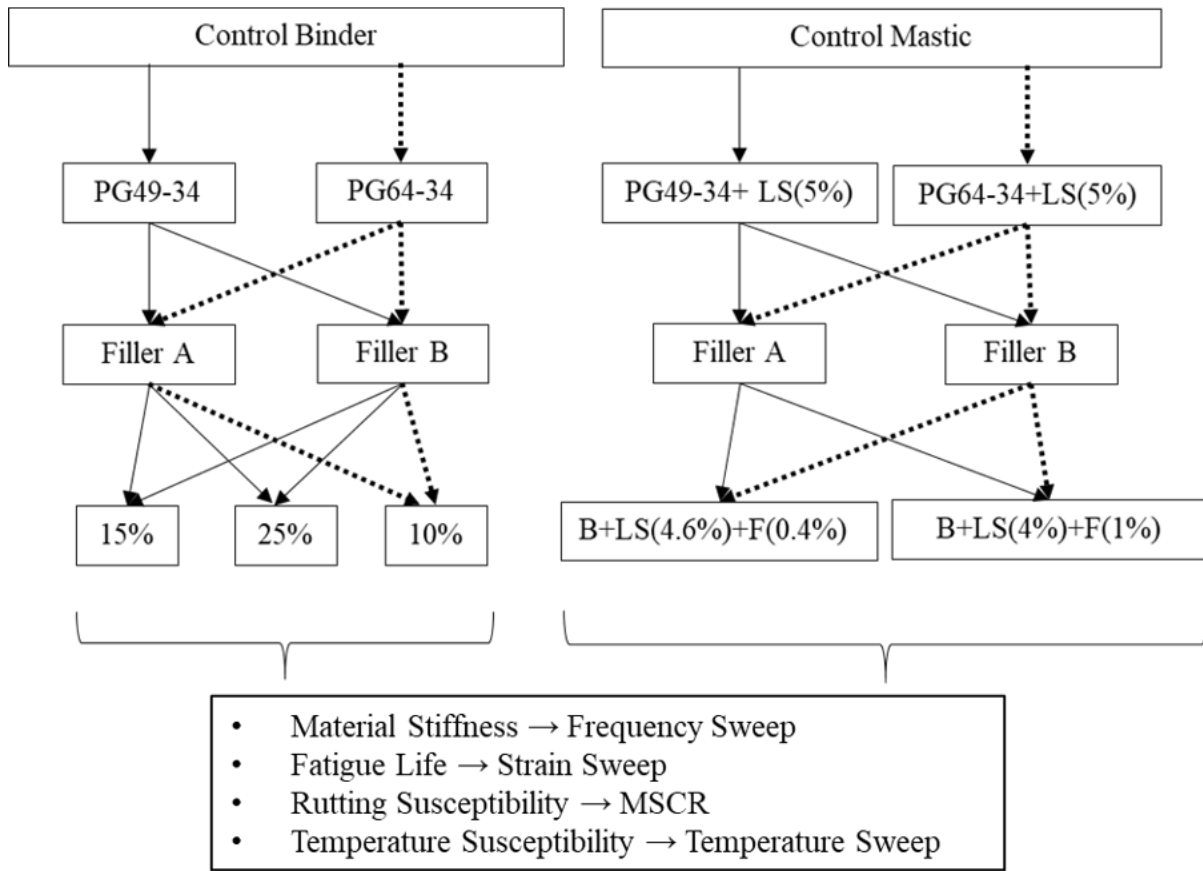 Control Binder
Control Mastic
PG49-34
PG64-34
PG49-34+ LS(5%)
PG64-34+LS(5%)
Filler A
Filler B
Filler A
Filler B
15%
25%
10%
B+LS(4.6%)+F(0.4%)
B+LS(4%)+F(1%)
• Material Stiffness → Frequency Sweep
• Fatigue Life → Strain Sweep
• Rutting Susceptibility → MSCR
• Temperature Susceptibility → Temperature Sweep